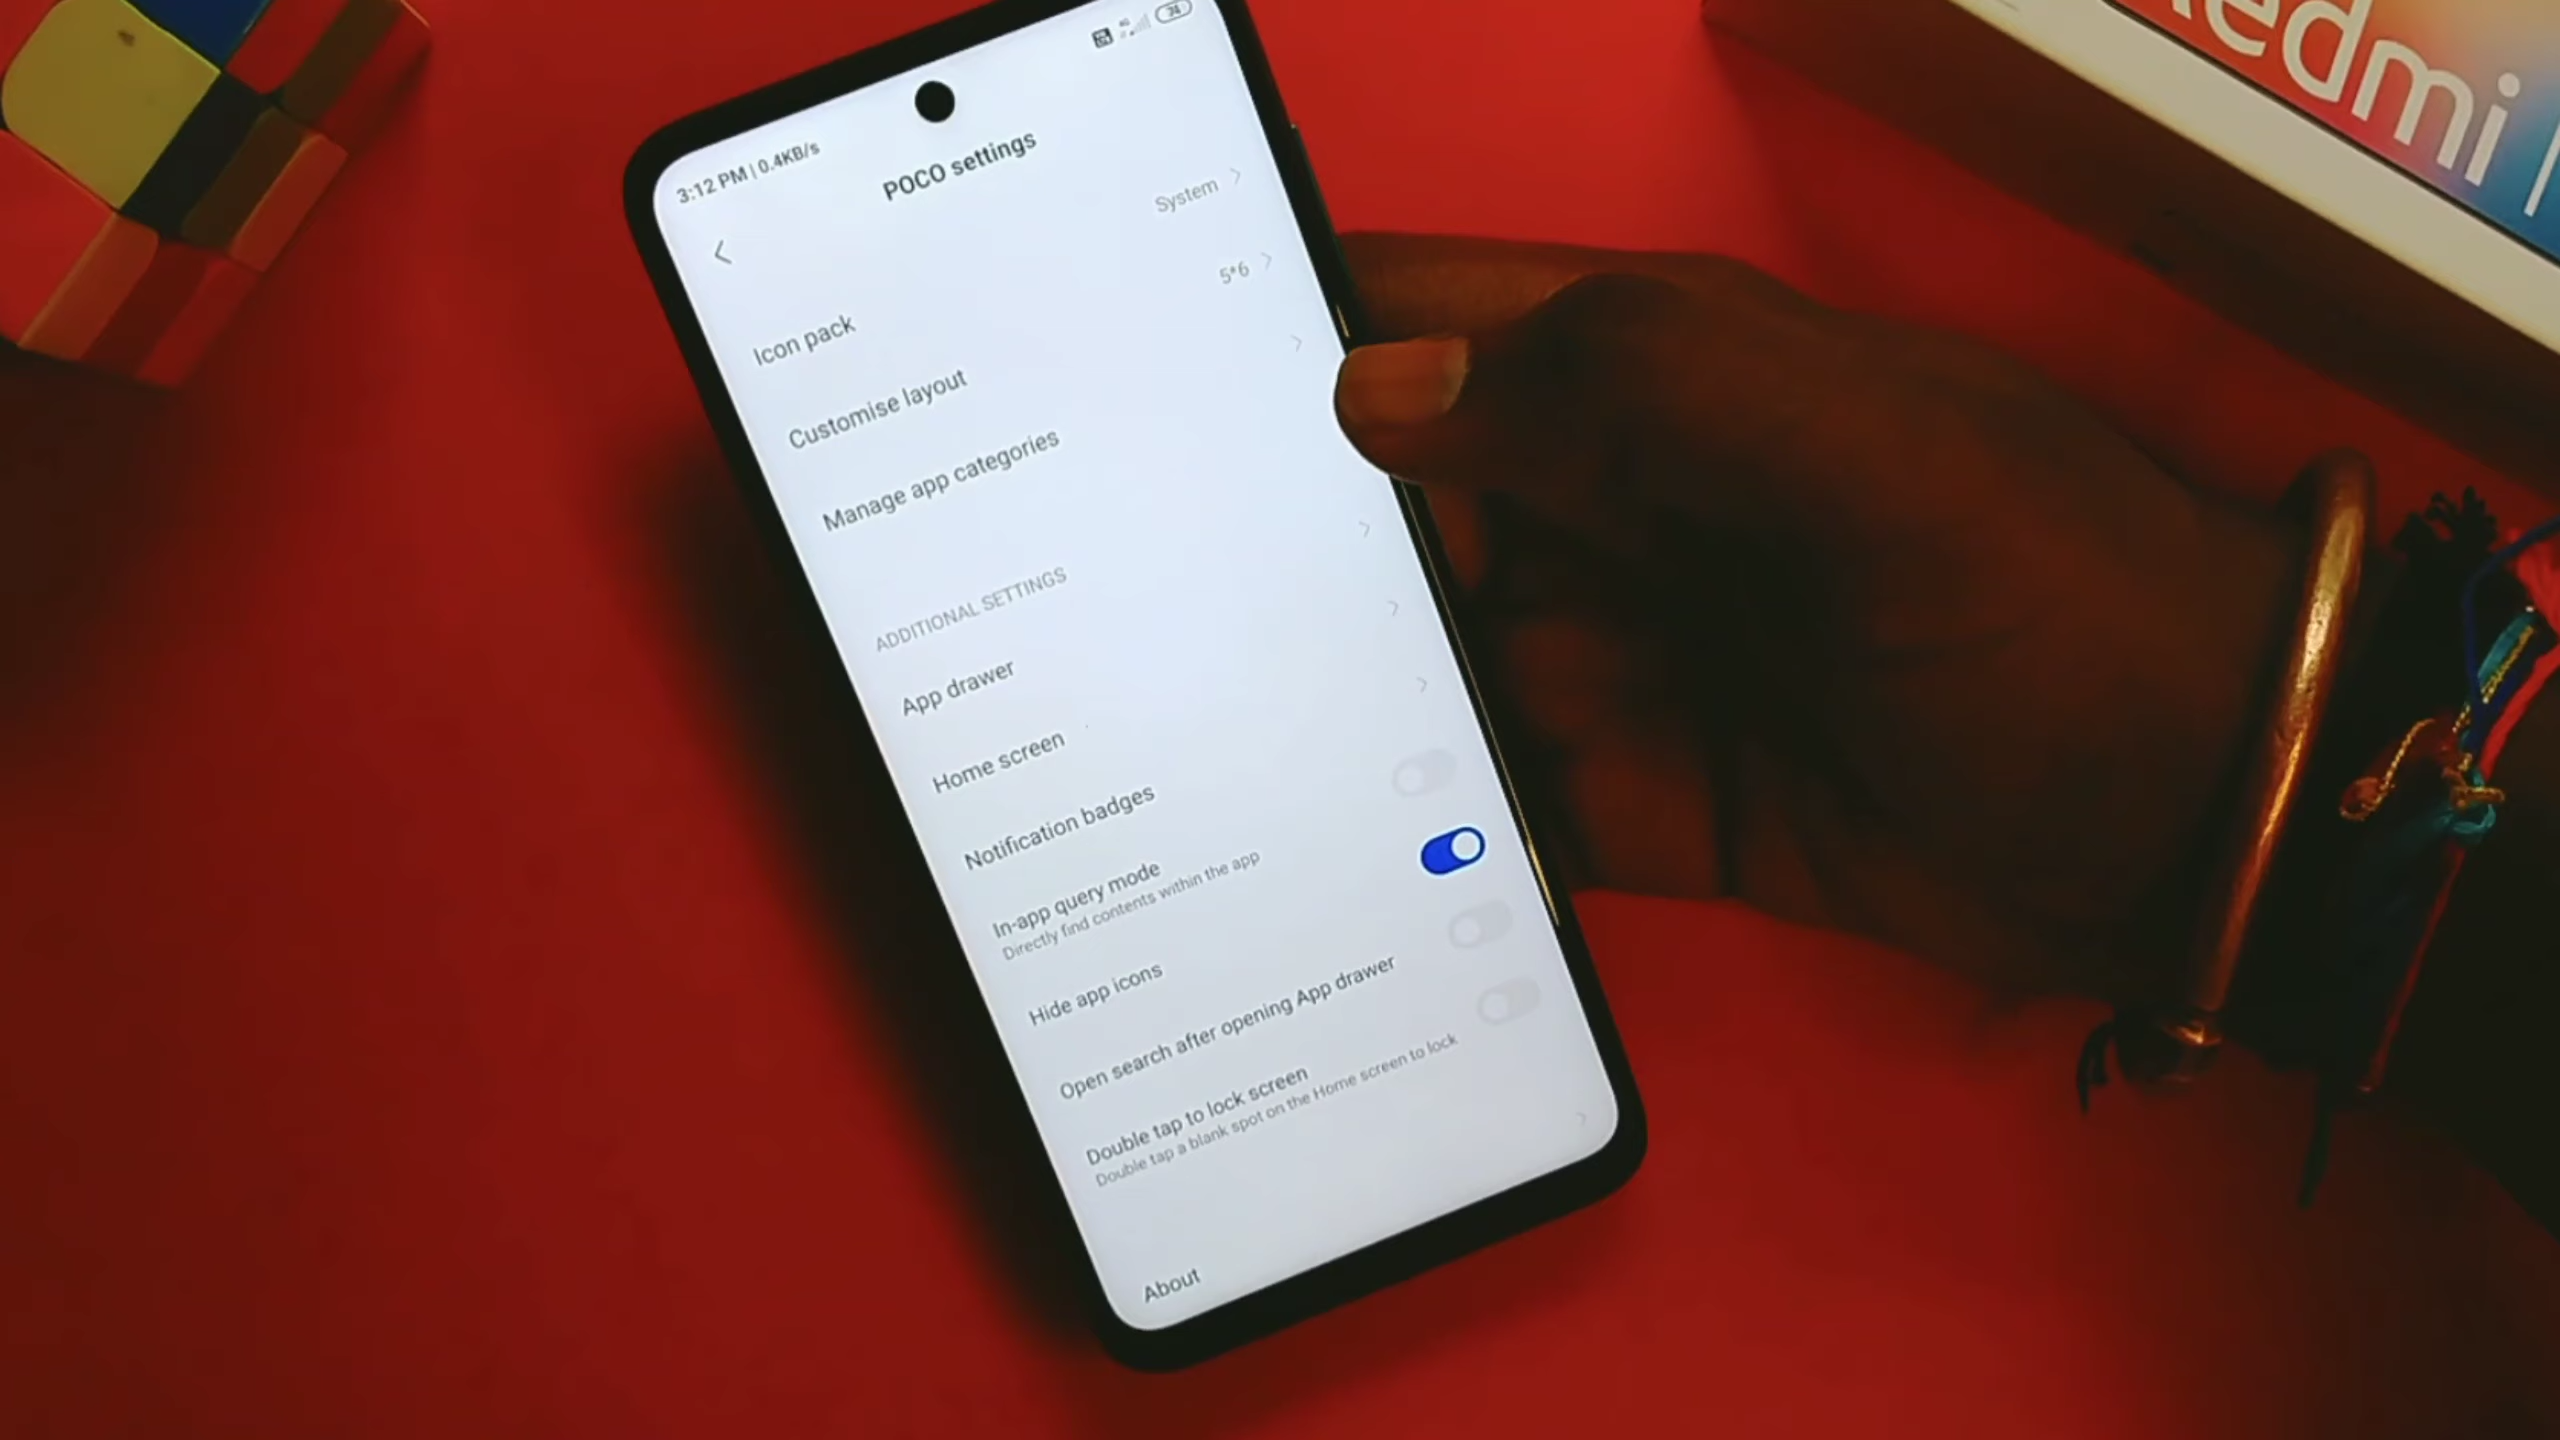 3:12 PM | 0.4KB/s
74
POCO settings
Icon pack
System
Customise layout
5*6
Manage app categories
ADDITIONAL SETTINGS
App drawer
Home screen
Notification badges
In-app query mode
Directly find contents within the app
Hide app icons
Open search after opening App drawer
Double tap to lock screen
Double tap a blank spot on the Home screen to lock
About
Redmi |